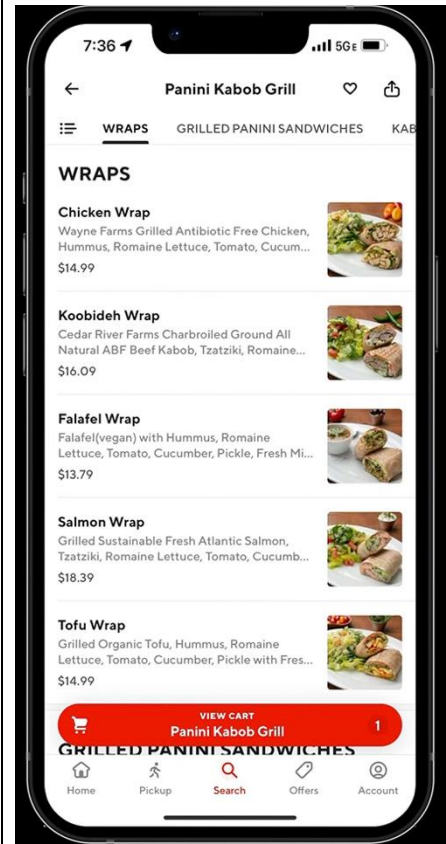 7:36
5GE
Panini Kabob Grill
WRAPS GRILLED PANINI SANDWICHES KAB
WRAPS
Chicken Wrap
Wayne Farms Grilled Antibiotic Free Chicken,
Hummus, Romaine Lettuce, Tomato, Cucum...
$14.99
Koobideh Wrap
Cedar River Farms Charbroiled Ground All
Natural ABF Beef Kabob, Tzatziki, Romaine...
$16.09
Falafel Wrap
Falafel(vegan) with Hummus, Romaine
Lettuce, Tomato, Cucumber, Pickle, Fresh Mi...
$13.79
Salmon Wrap
Grilled Sustainable Fresh Atlantic Salmon,
Tzatziki, Romaine Lettuce, Tomato, Cucumb...
$18.39
Tofu Wrap
Grilled Organic Tofu, Hummus, Romaine
Lettuce, Tomato, Cucumber, Pickle with Fres...
$14.99
VIEW CART
Panini Kabob Grill
1
GRILLED PANINI SANDWICHES
Home Pickup Search Offers Account